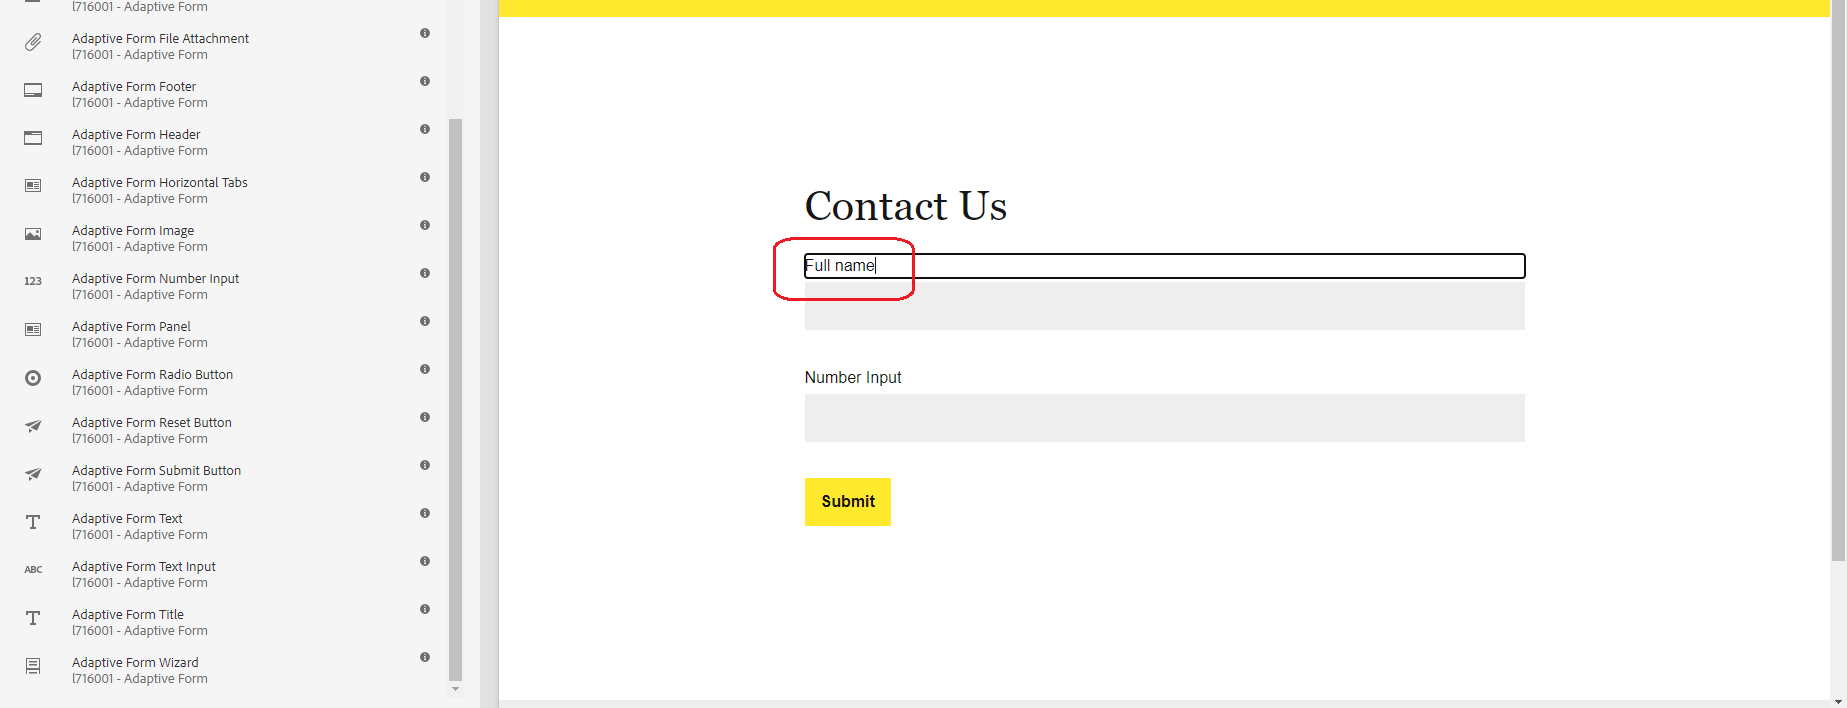 l716001 - Adaptive Form
Adaptive Form File Attachment
l716001 - Adaptive Form
Adaptive Form Footer
l716001 - Adaptive Form
Adaptive Form Header
l716001 - Adaptive Form
Adaptive Form Horizontal Tabs
l716001 - Adaptive Form
Adaptive Form Image
l716001 - Adaptive Form
123
Adaptive Form Number Input
l716001 - Adaptive Form
Adaptive Form Panel
l716001 - Adaptive Form
Adaptive Form Radio Button
l716001 - Adaptive Form
Adaptive Form Reset Button
l716001 - Adaptive Form
Adaptive Form Submit Button
l716001 - Adaptive Form
T
Adaptive Form Text
l716001 - Adaptive Form
ABC
Adaptive Form Text Input
l716001 - Adaptive Form
T
Adaptive Form Title
l716001 - Adaptive Form
Adaptive Form Wizard
l716001 - Adaptive Form
Contact Us
Full name
Number Input
Submit